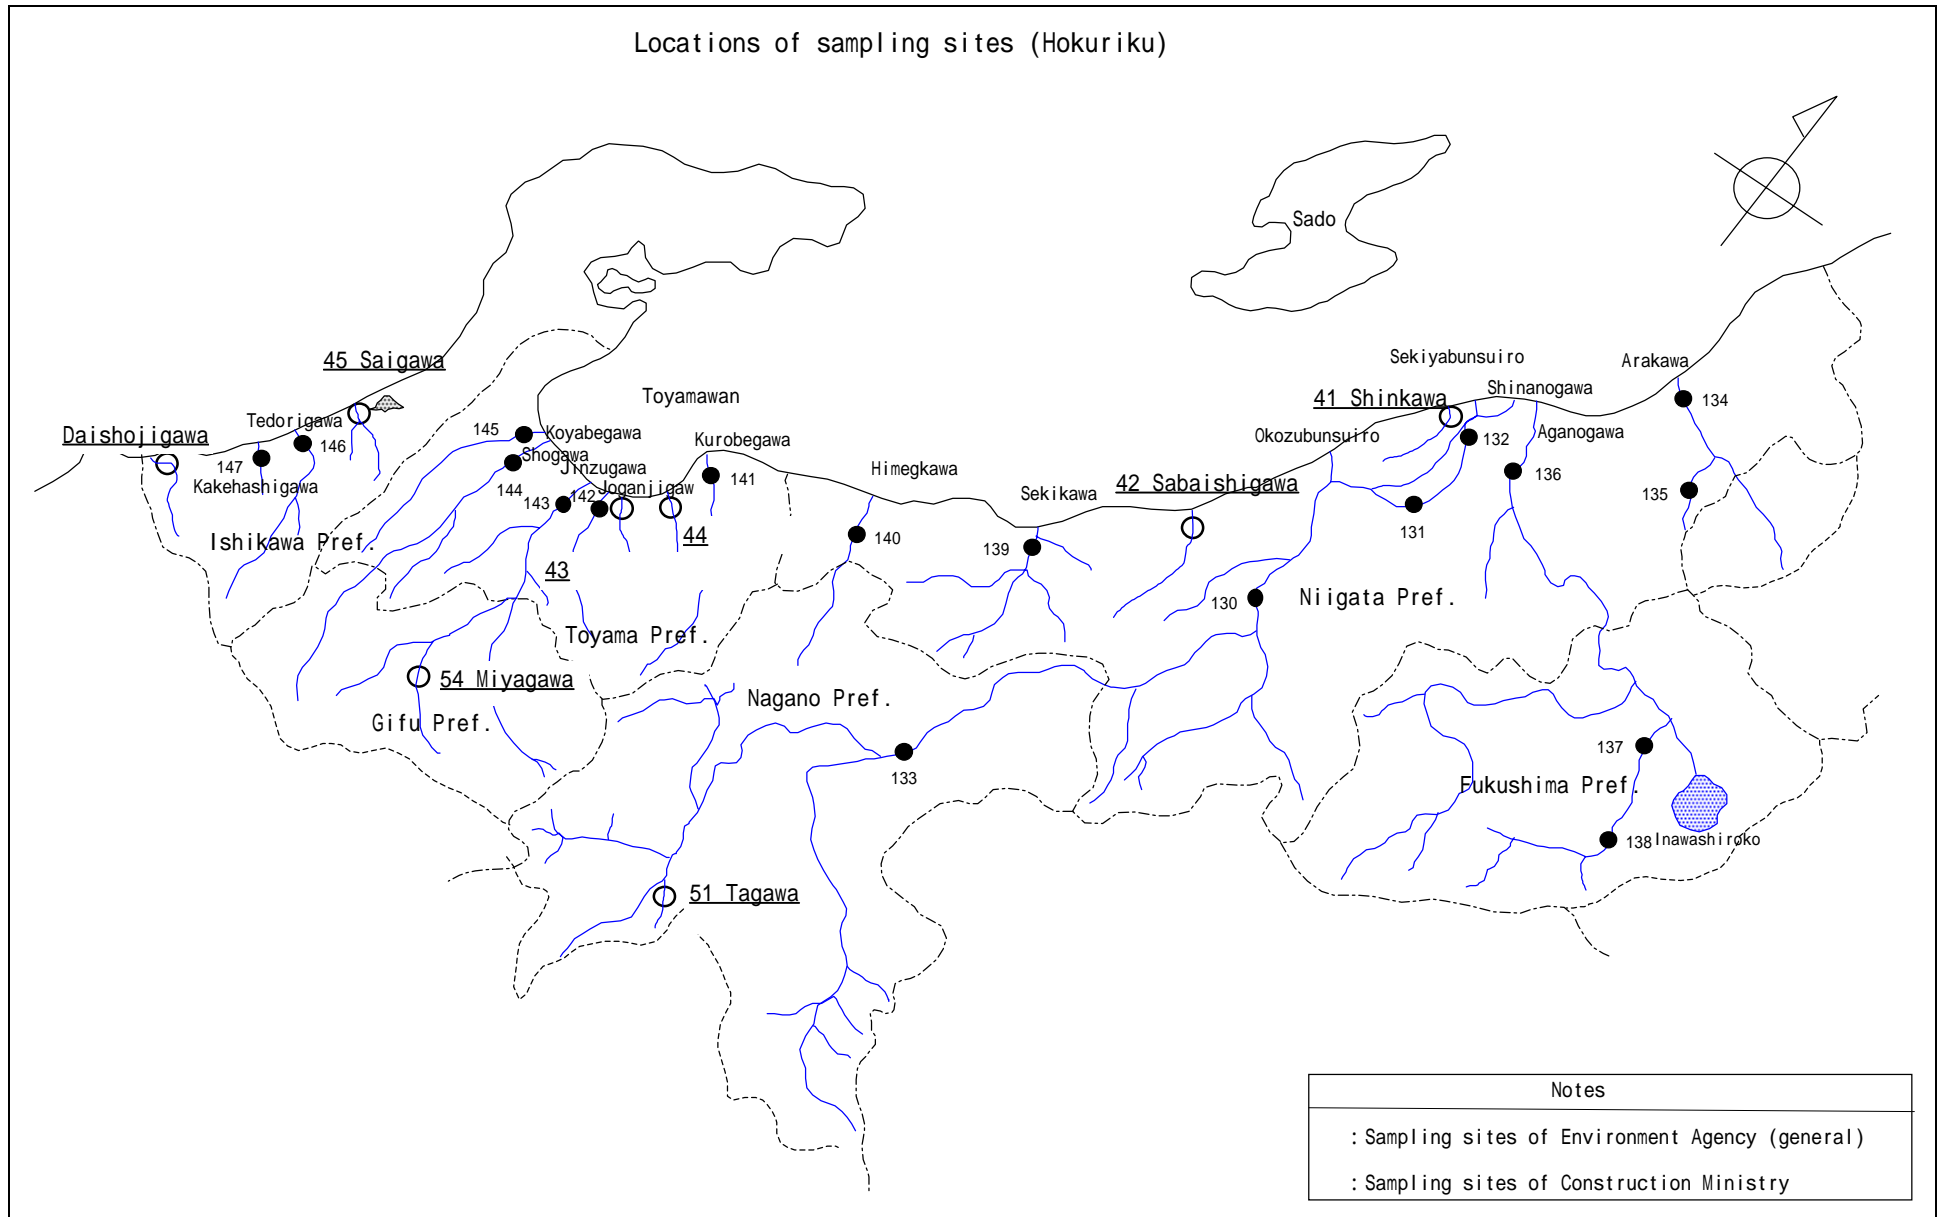 Locations of sampling sites (Hokuriku)
Sado
45 Saigawa
Sekiyabunsuiro
Arakawa
Toyamawan
41 Shinkawa
Shinanogawa
134
Daishojigawa
Tedorigawa
146
145
Koyabegawa
Kurobegawa
Okozubunsuiro
132
Aganogawa
147
Kakehashigawa
Shogawa
144
Jinzugawa
141
Himegkawa
136
143
142
Joganjigaw
Sekikawa
42 Sabaishigawa
131
135
Ishikawa Pref.
44
140
139
43
130
Niigata Pref.
Toyama Pref.
54 Miyagawa
Nagano Pref.
Gifu Pref.
133
137
Fukushima Pref.
138
Inawashiroko
51 Tagawa
Notes
: Sampling sites of Environment Agency (general)
: Sampling sites of Construction Ministry